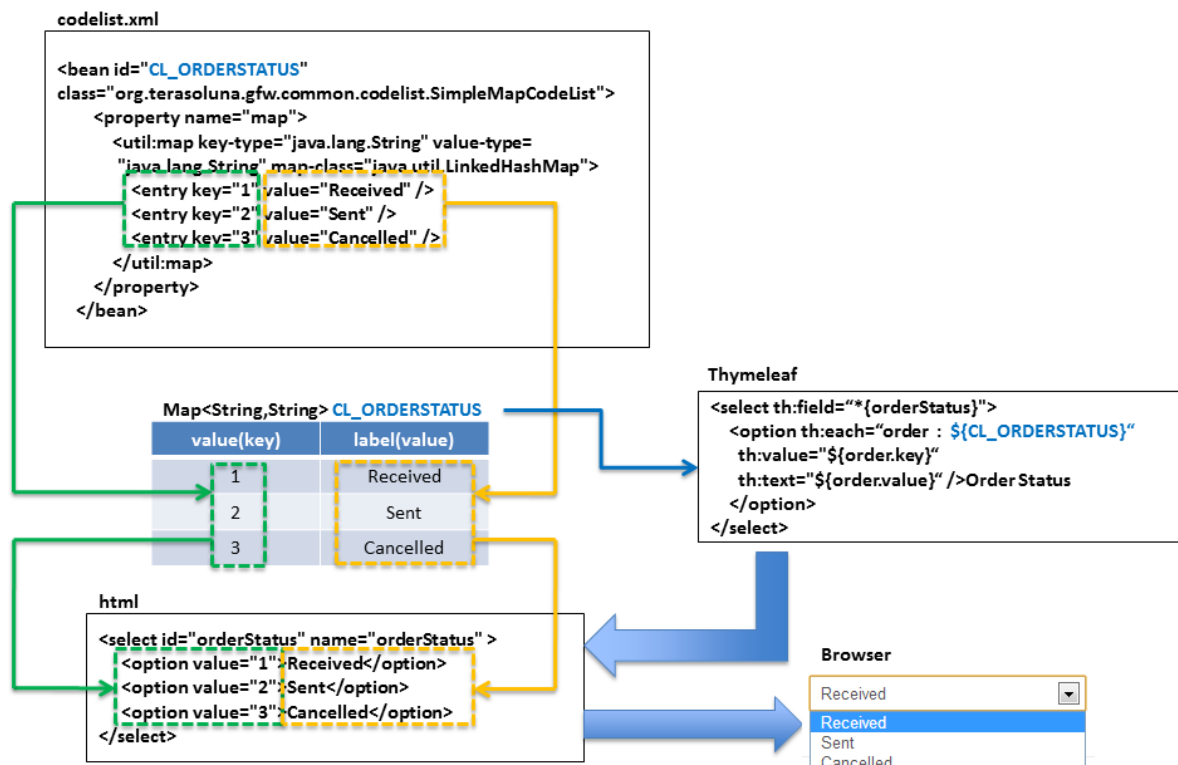 codelist.xml
<bean id="CL_ORDERSTATUS"
class="org.terasoluna.gfw.common.codelist.SimpleMapCodeList">
<property name="map">
<util:map key-type="java.lang.String" value-type=
"java.lang.String" map-class="java.util.LinkedHashMap">
<entry key="1" value="Received" />
<entry key="2" value="Sent" />
<entry key="3" value="Cancelled" />
</util:map>
</property>
</bean>
Map<String,String> CL_ORDERSTATUS
value(key) label(value)
1 Received
2 Sent
3 Cancelled
Thymeleaf
<select th:field=“*{orderStatus}">
<option th:each=“order : ${CL_ORDERSTATUS}“
th:value="${order.key}“
th:text="${order.value}“ />Order Status
</option>
</select>
html
<select id="orderStatus" name="orderStatus" >
<option value="1">Received</option>
<option value="2">Sent</option>
<option value="3">Cancelled</option>
</select>
Browser
Received
Received
Sent
Cancelled